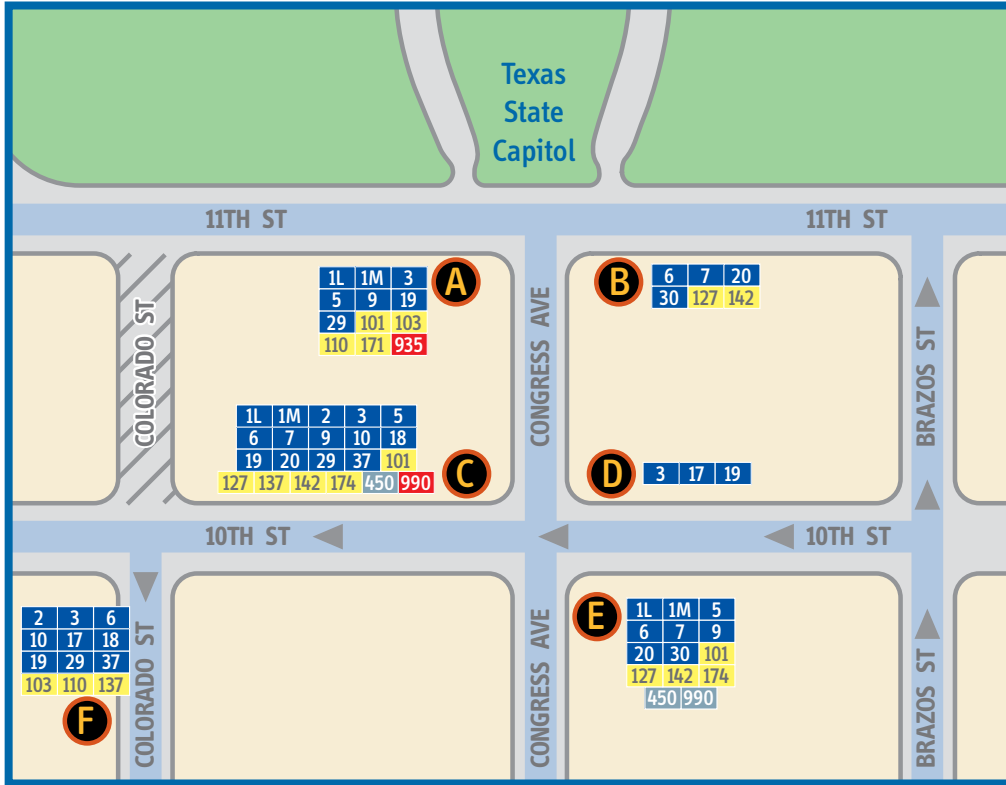 Texas
State
Capitol
11TH ST
11TH ST
COLORADO ST
1L 1M 3
5 9 19
29 101 103
110 171 935
A
CONGRESS AVE
B
6 7 20
30 127 142
BRAZOS ST
1L 1M 2 3 5
6 7 9 10 18
19 20 29 37 101
127 137 142 174 450 990
C
D
3 17 19
10TH ST
10TH ST
2 3 6
10 17 18
19 29 37
103 110 137
F
COLORADO ST
CONGRESS AVE
E
1L 1M 5
6 7 9
20 30 101
127 142 174
450 990
BRAZOS ST